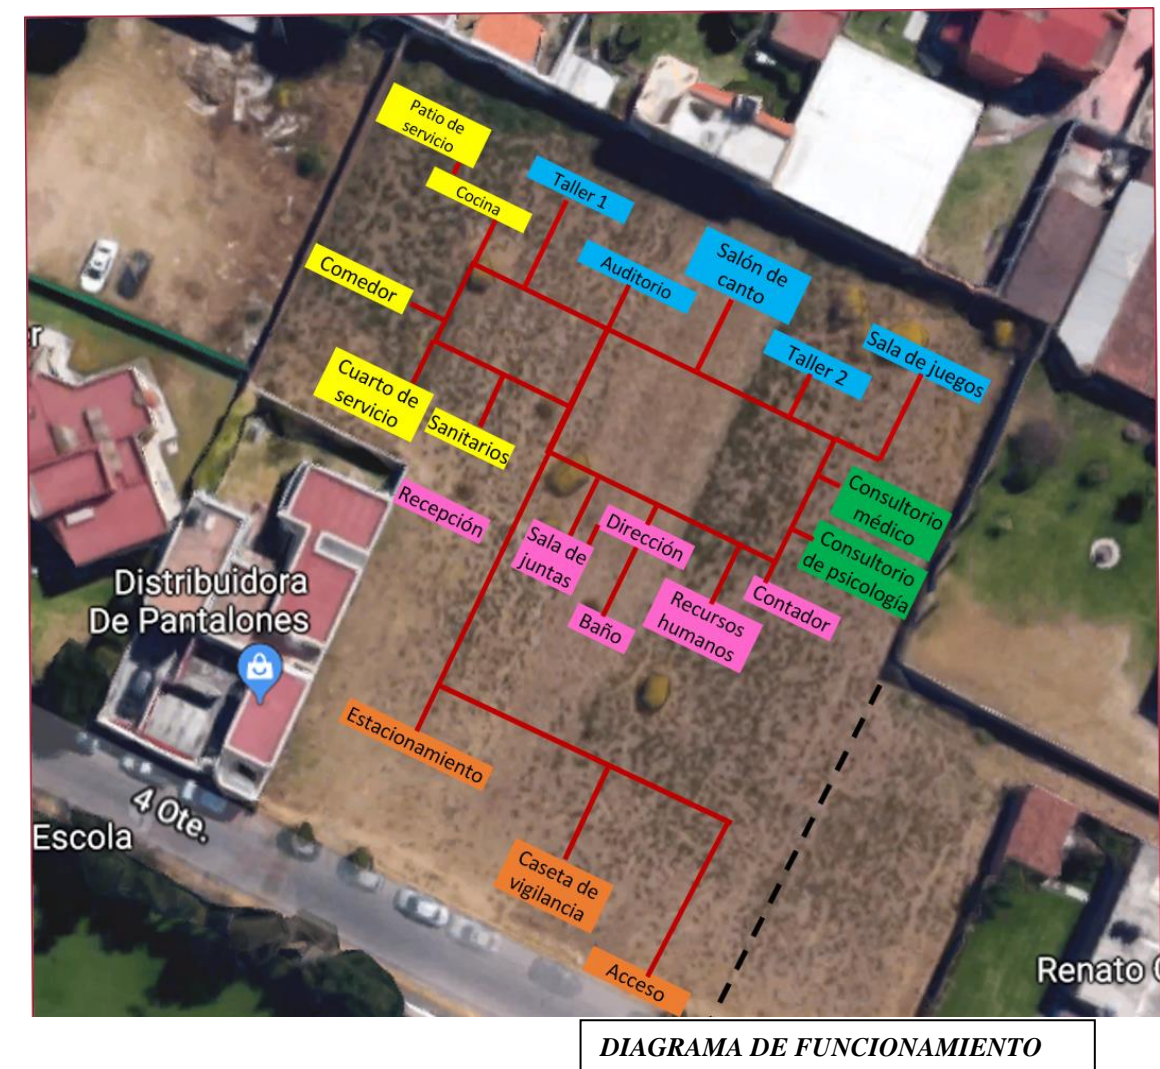 Patio de
servicio
Cocina
Taller 1
Auditorio
Salón de
canto
Comedor
Taller 2
Sala de juegos
Cuarto de
servicio
Sanitarios
Recepción
Sala de
juntas
Dirección
Baño
Recursos
humanos
Contador
Consultorio
médico
Consultorio
de psicología
r
Distribuidora
De Pantalones
Estacionamiento
4 Ote.
Escola
Caseta de
vigilancia
Acceso
Renato
DIAGRAMA DE FUNCIONAMIENTO